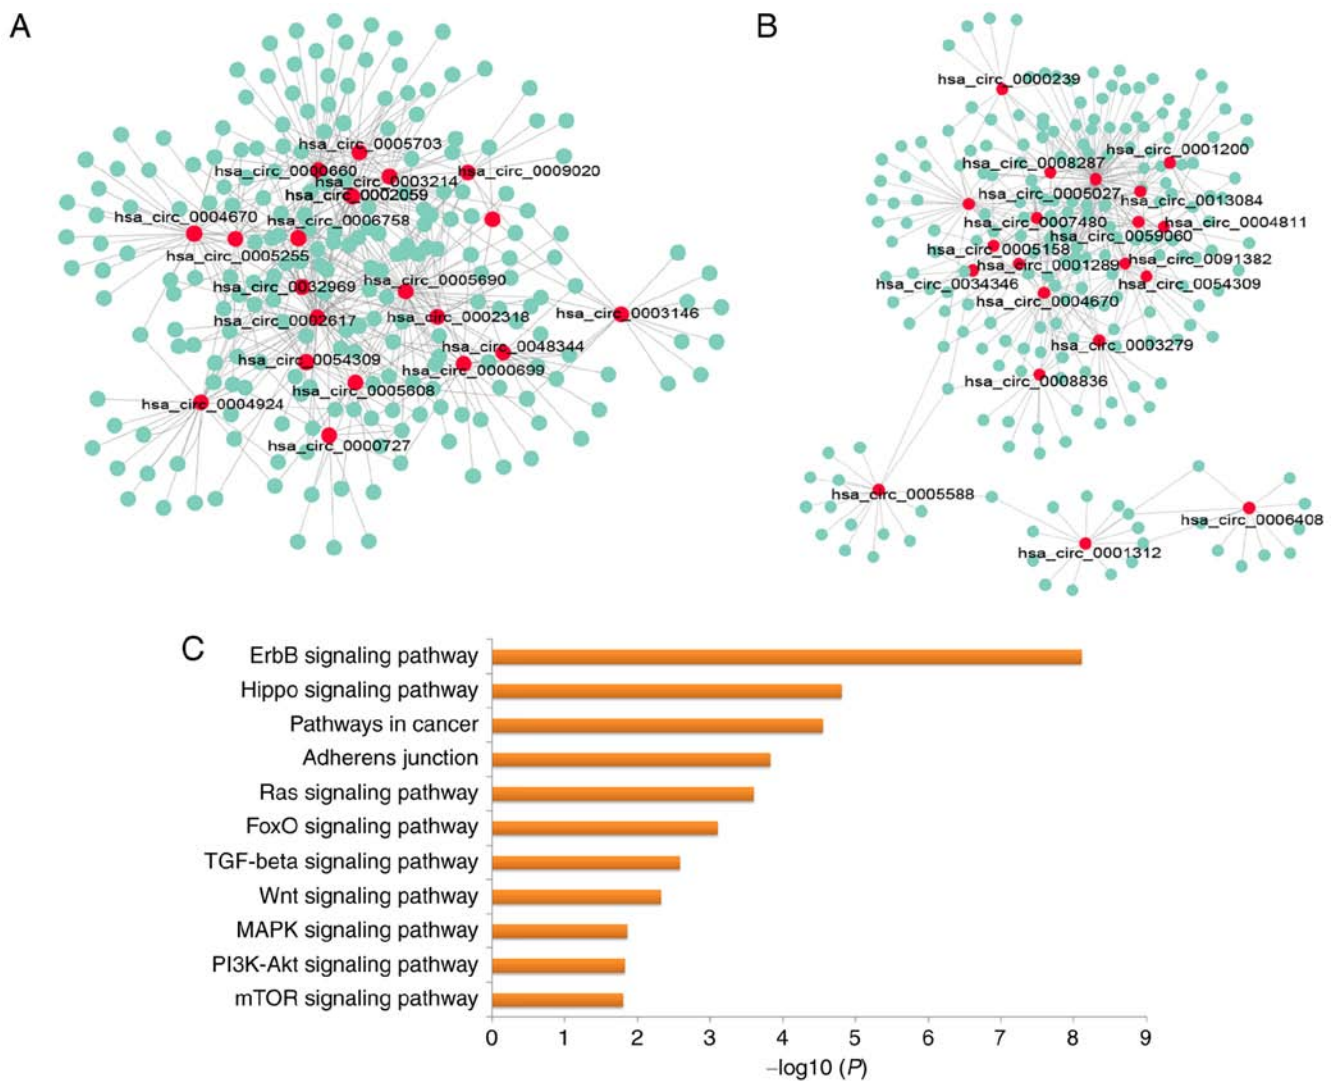 A
hsa_circ_0005703
hsa_circ_0000660
hsa_circ_0009020
hsa_circ_0003214
hsa_circ_0002059
hsa_circ_0004670
hsa_circ_0006758
hsa_circ_0005255
hsa_circ_0032969
hsa_circ_0005690
hsa_circ_0002617
hsa_circ_0002318
hsa_circ_0003146
hsa_circ_0048344
hsa_circ_0054309
hsa_circ_0000699
hsa_circ_0005608
hsa_circ_0004924
hsa_circ_0000727
B
hsa_circ_0000239
hsa_circ_0001200
hsa_circ_0008287
hsa_circ_0005027
hsa_circ_0013084
hsa_circ_0007480
hsa_circ_0004811
hsa_circ_0059060
hsa_circ_0005158
hsa_circ_0091382
hsa_circ_0001289
hsa_circ_0034346
hsa_circ_0054309
hsa_circ_0004670
hsa_circ_0003279
hsa_circ_0008836
hsa_circ_0005588
hsa_circ_0006408
hsa_circ_0001312
C
ErbB signaling pathway
Hippo signaling pathway
Pathways in cancer
Adherens junction
Ras signaling pathway
FoxO signaling pathway
TGF-beta signaling pathway
Wnt signaling pathway
MAPK signaling pathway
PI3K-Akt signaling pathway
mTOR signaling pathway
0 1 2 3 4 5 6 7 8 9
−log10 (P)